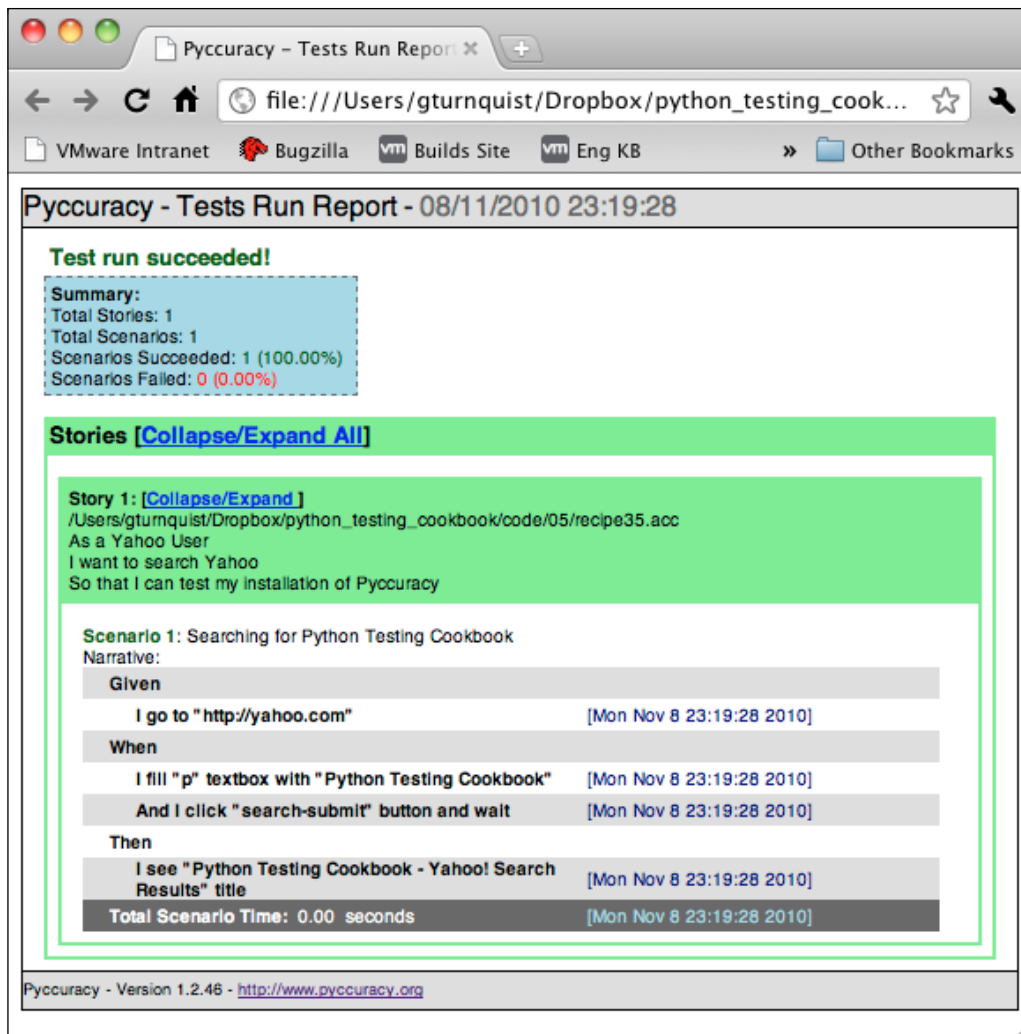 Pyccuracy – Tests Run Report
file:///Users/gturnquist/Dropbox/python_testing_cook...
VMware Intranet Bugzilla vm Builds Site vm Eng KB » Other Bookmarks
Pyccuracy - Tests Run Report - 08/11/2010 23:19:28
Test run succeeded!
Summary:
Total Stories: 1
Total Scenarios: 1
Scenarios Succeeded: 1 (100.00%)
Scenarios Failed: 0 (0.00%)
Stories [Collapse/Expand All]
Story 1: [Collapse/Expand ]
/Users/gturnquist/Dropbox/python_testing_cookbook/code/05/recipe35.acc
As a Yahoo User
I want to search Yahoo
So that I can test my installation of Pyccuracy
Scenario 1: Searching for Python Testing Cookbook
Narrative:
Given
I go to "http://yahoo.com" [Mon Nov 8 23:19:28 2010]
When
I fill "p" textbox with "Python Testing Cookbook" [Mon Nov 8 23:19:28 2010]
And I click "search-submit" button and wait [Mon Nov 8 23:19:28 2010]
Then
I see "Python Testing Cookbook - Yahoo! Search
Results" title [Mon Nov 8 23:19:28 2010]
Total Scenario Time: 0.00 seconds [Mon Nov 8 23:19:28 2010]
Pyccuracy - Version 1.2.46 - http://www.pyccuracy.org